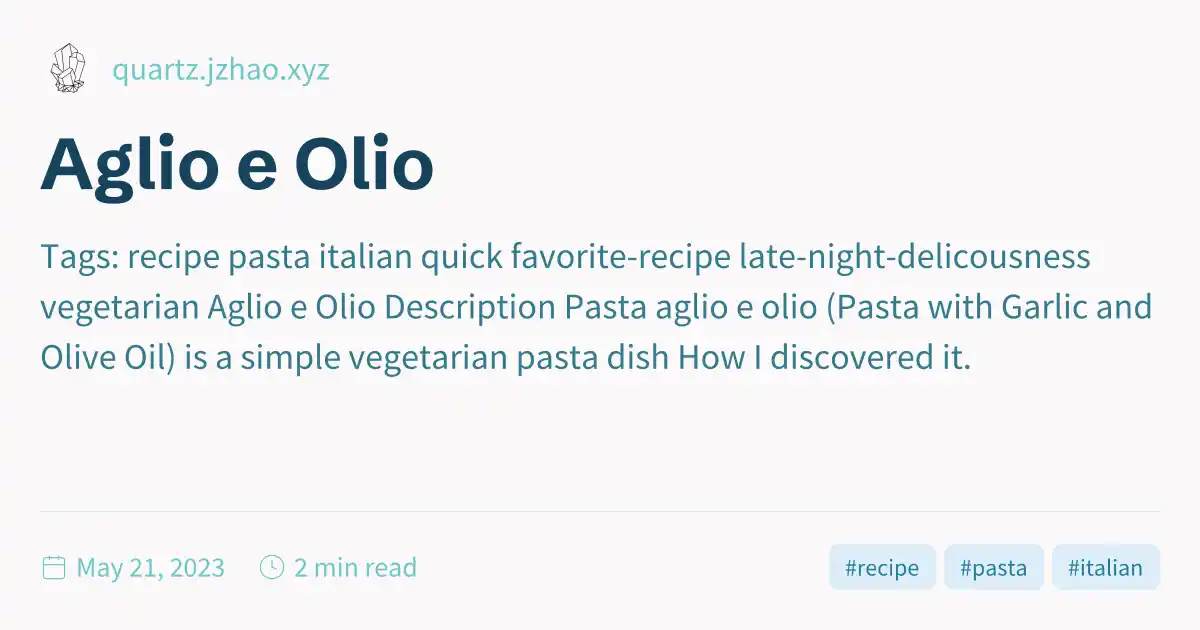 quartz.jzhao.xyz
Aglio e Olio
Tags: recipe pasta italian quick favorite-recipe late-night-delicousness
vegetarian Aglio e Olio Description Pasta aglio e olio (Pasta with Garlic and
Olive Oil) is a simple vegetarian pasta dish How I discovered it.
May 21, 2023 2 min read #recipe #pasta #italian